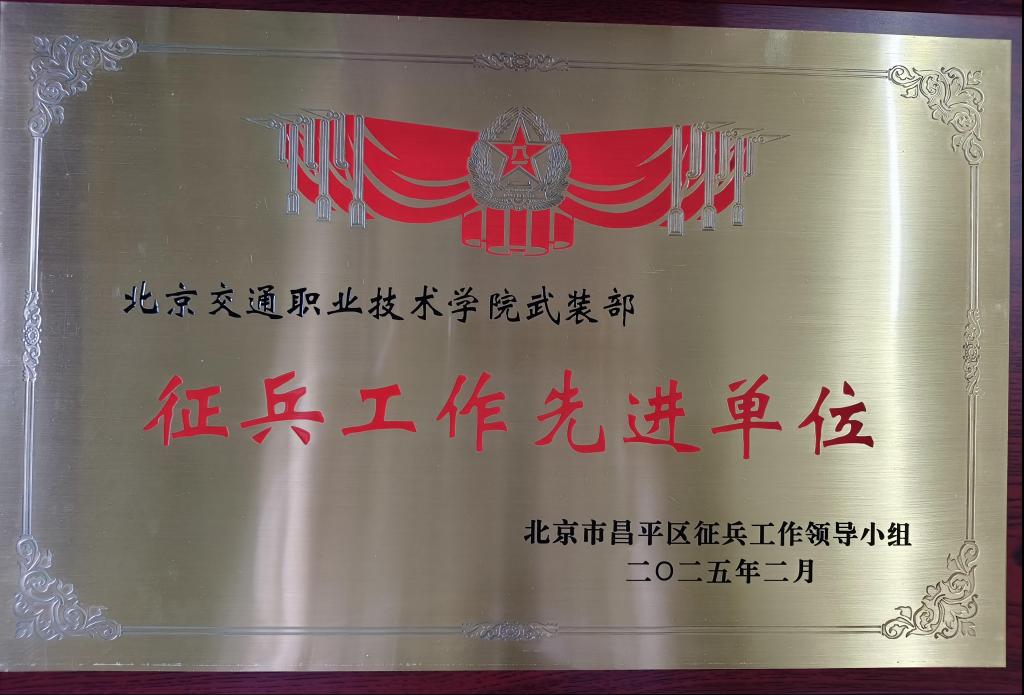 八一
北京交通职业技术学院武装部
征兵工作先进单位
北京市昌平区征兵工作领导小组
二〇二五年二月